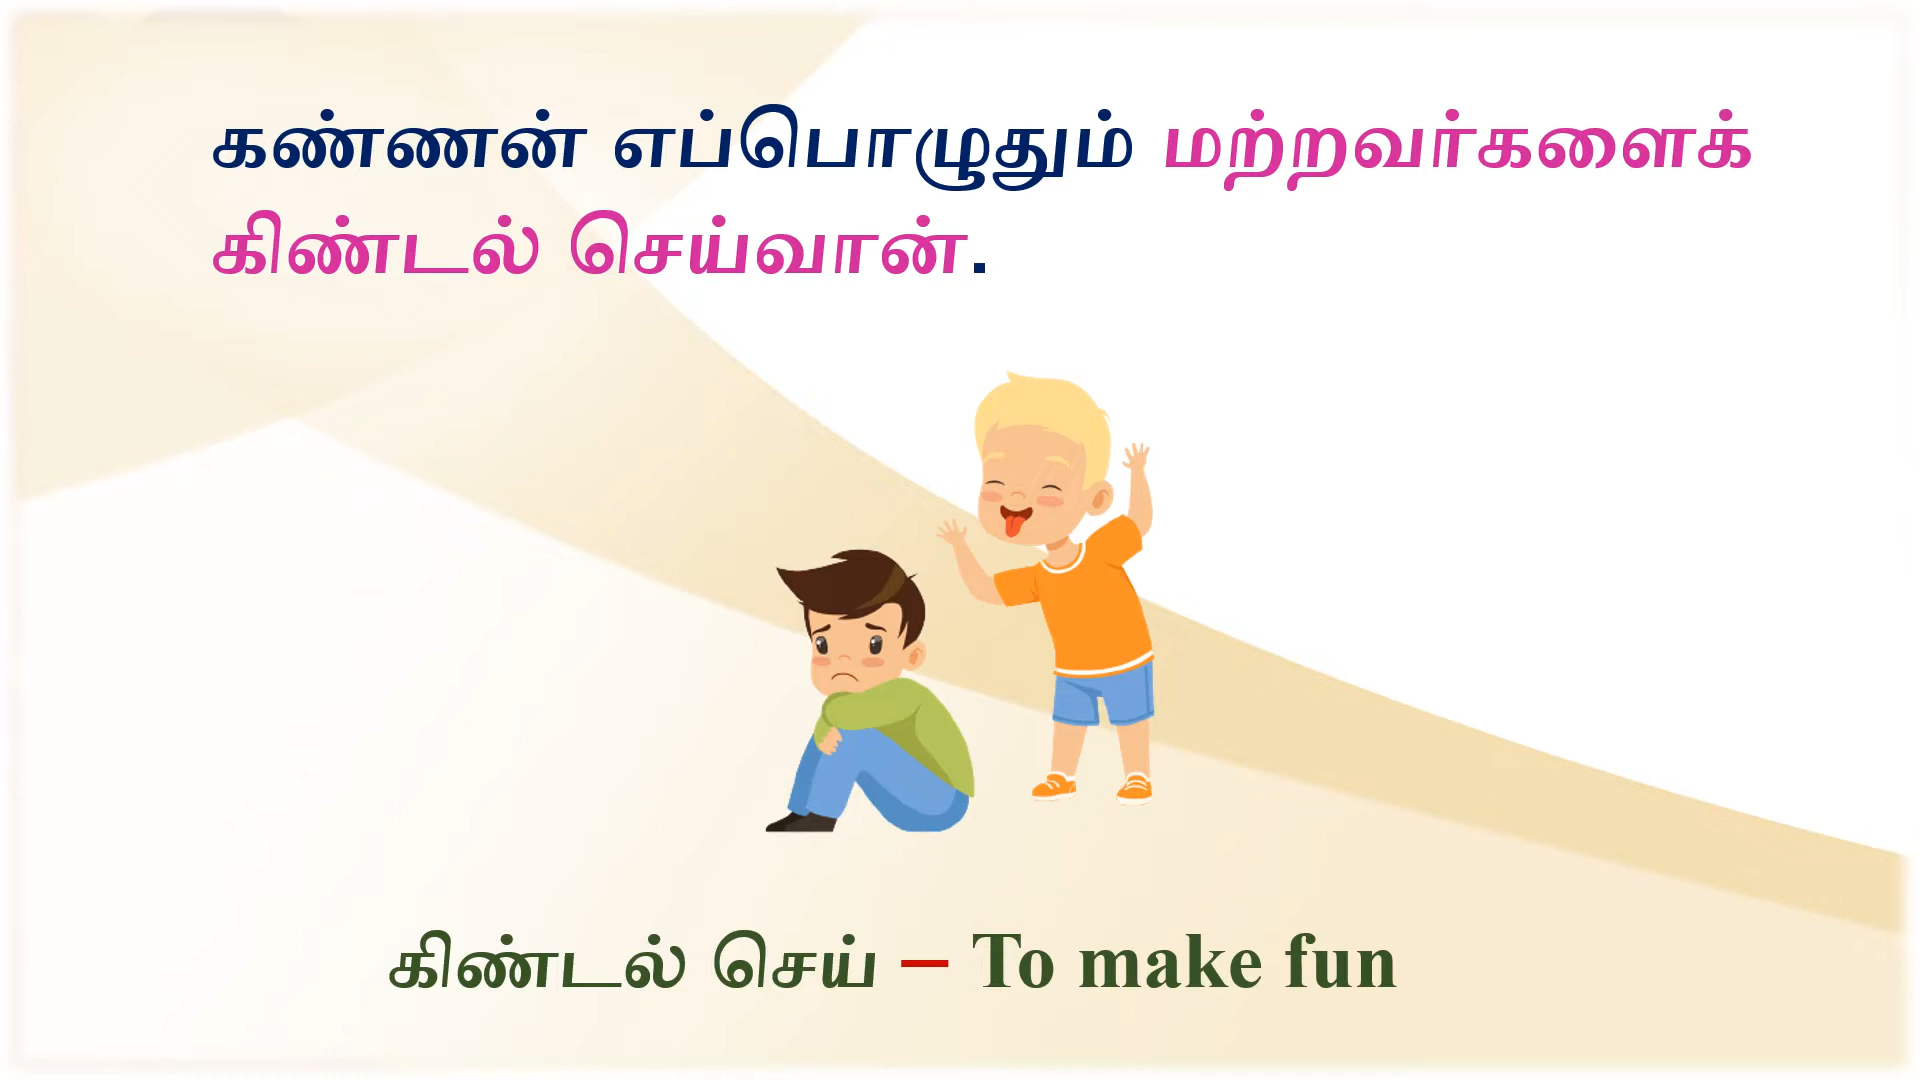 கண்ணன் எப்பொழுதும் மற்றவர்களைக்
கிண்டல் செய்வான்.
கிண்டல் செய் – To make fun